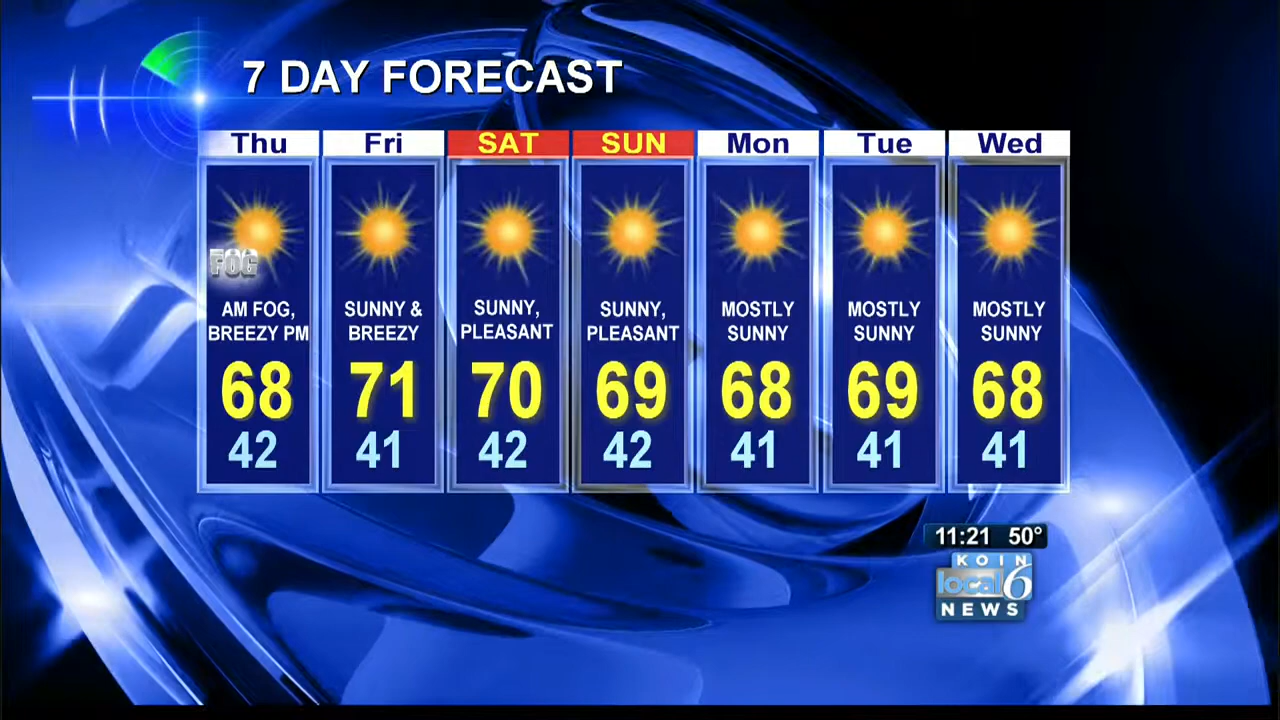 7 DAY FORECAST
Thu Fri SAT SUN Mon Tue Wed
FOG
AM FOG, SUNNY & SUNNY, SUNNY, MOSTLY MOSTLY MOSTLY
BREEZY PM BREEZY PLEASANT PLEASANT SUNNY SUNNY SUNNY
68 71 70 69 68 69 68
42 41 42 42 41 41 41
11:21 50°
KOIN
local 6
NEWS